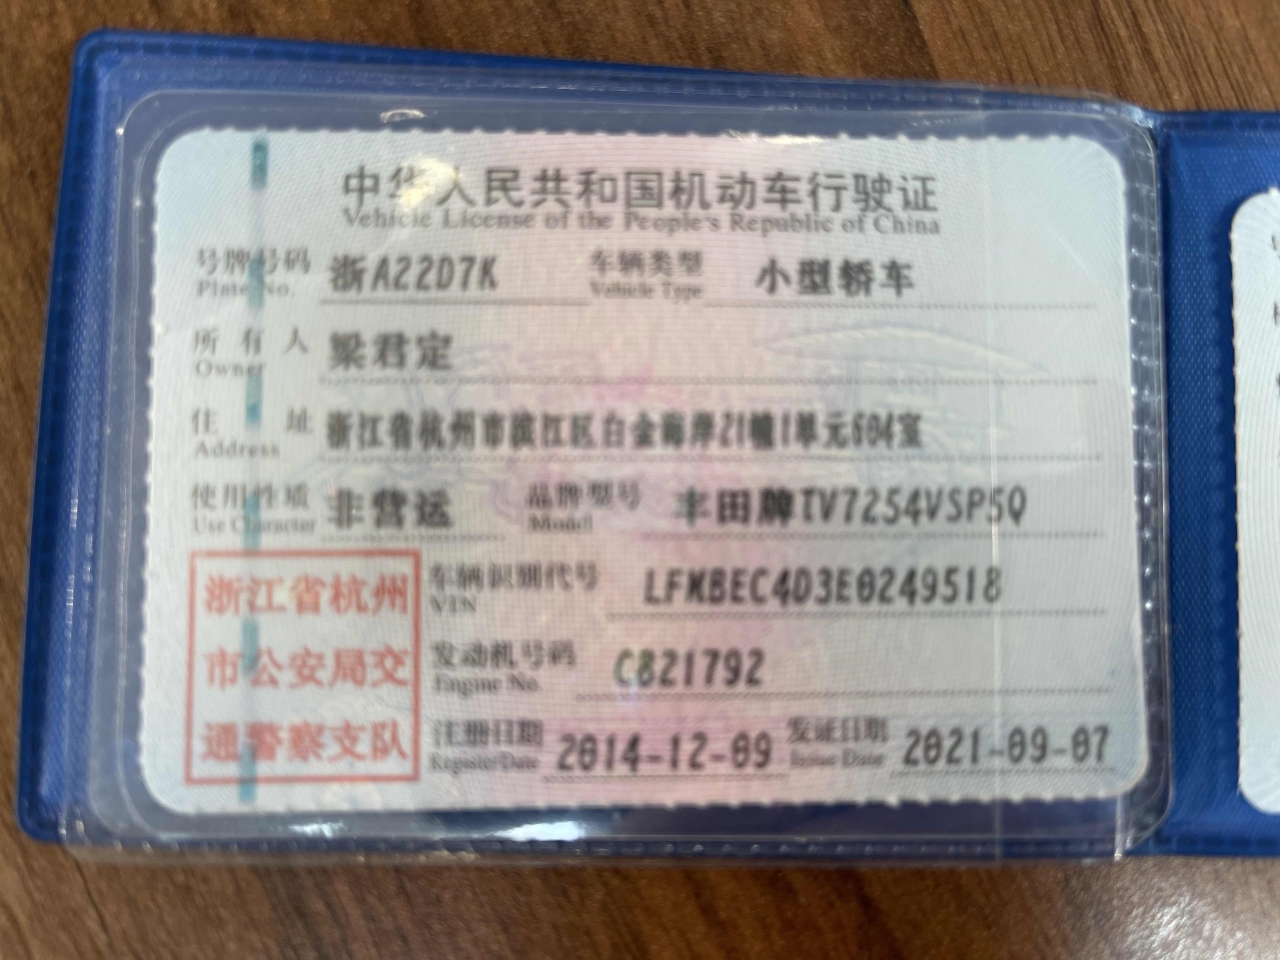 中华人民共和国机动车行驶证
Vehicle License of the People's Republic of China
号牌号码 浙A22D7K 车辆类型 小型轿车
Plate No. Vehicle Type
所有人 梁君定
Owner
住址 浙江省杭州市滨江区白金海岸21幢1单元604室
Address
使用性质 非营运 品牌型号 丰田牌TV7254VSP5Q
Use Character Model
车辆识别代号 LFMBEC4D3E0249518
VIN
发动机号码 C821792
Engine No.
注册日期 2014-12-09 发证日期 2021-09-07
Register Date Issue Date
浙江省杭州
市公安局交
通警察支队